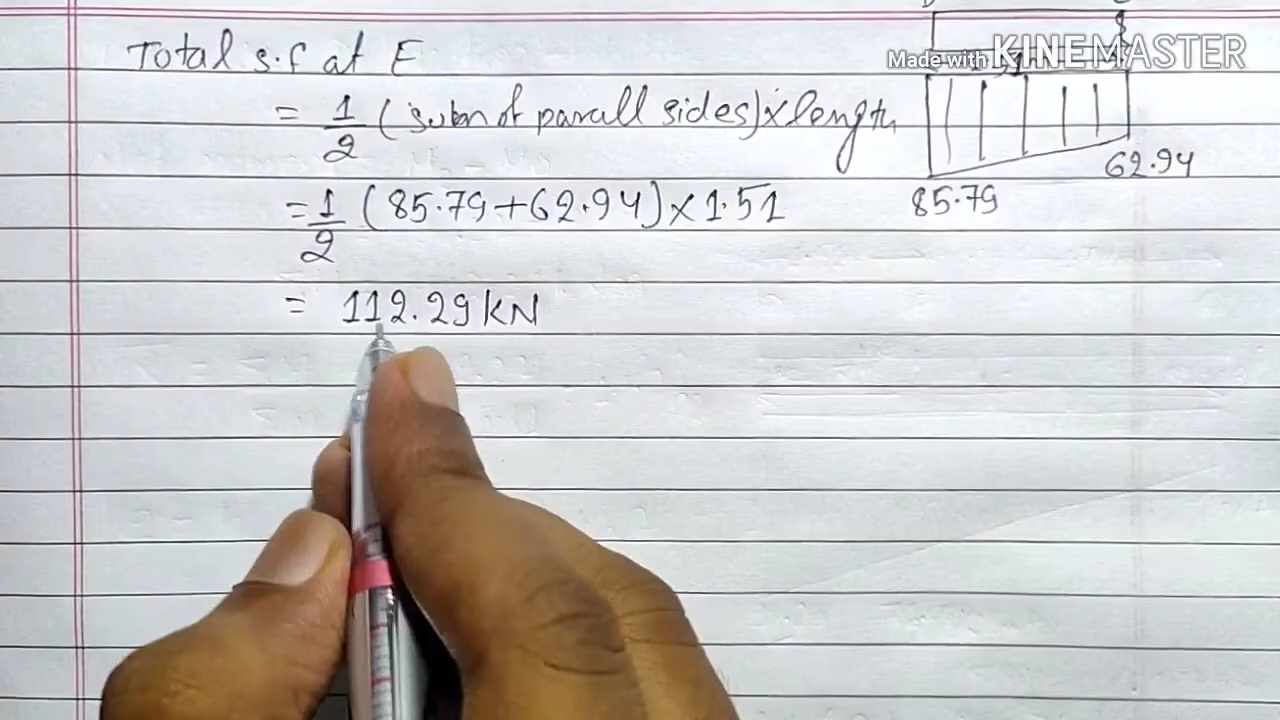 Total S.F at E
Made with KINEMASTER
= 1/2 (sum of parall sides) x length
62.94
= 1/2 (85.79 + 62.94) x 1.51
85.79
= 112.29 kN